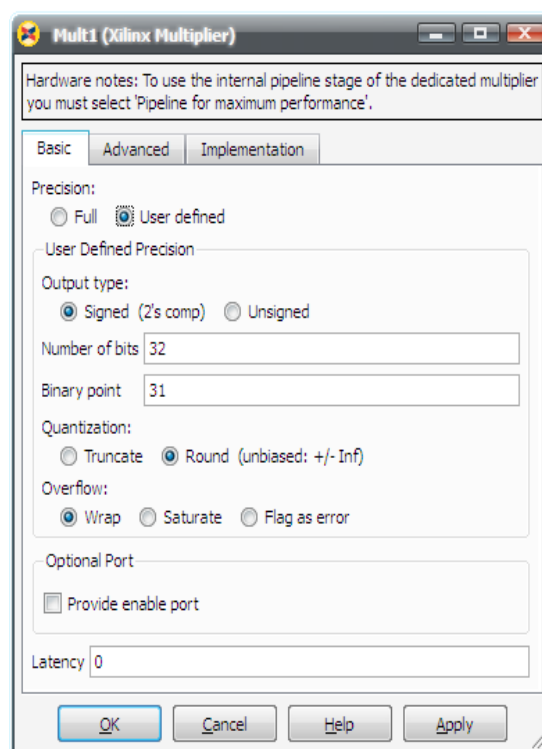 Mult1 (Xilinx Multiplier)
Hardware notes: To use the internal pipeline stage of the dedicated multiplier
you must select 'Pipeline for maximum performance'.
Basic Advanced Implementation
Precision:
Full User defined
User Defined Precision
Output type:
Signed (2's comp) Unsigned
Number of bits 32
Binary point 31
Quantization:
Truncate Round (unbiased: +/- Inf)
Overflow:
Wrap Saturate Flag as error
Optional Port
Provide enable port
Latency 0
OK Cancel Help Apply